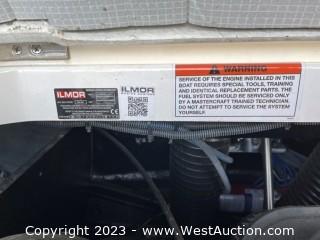 ILMOR
ILMOR
WARNING
SERVICE OF THE ENGINE INSTALLED IN THIS
BOAT REQUIRES SPECIAL TOOLS, TRAINING
AND IDENTICAL REPLACEMENT PARTS. THE
FUEL SYSTEM SHOULD BE SERVICED ONLY
BY A MASTERCRAFT TRAINED TECHNICIAN.
DO NOT ATTEMPT TO SERVICE THE SYSTEM
YOURSELF.
Copyright 2023 - www.WestAuction.com